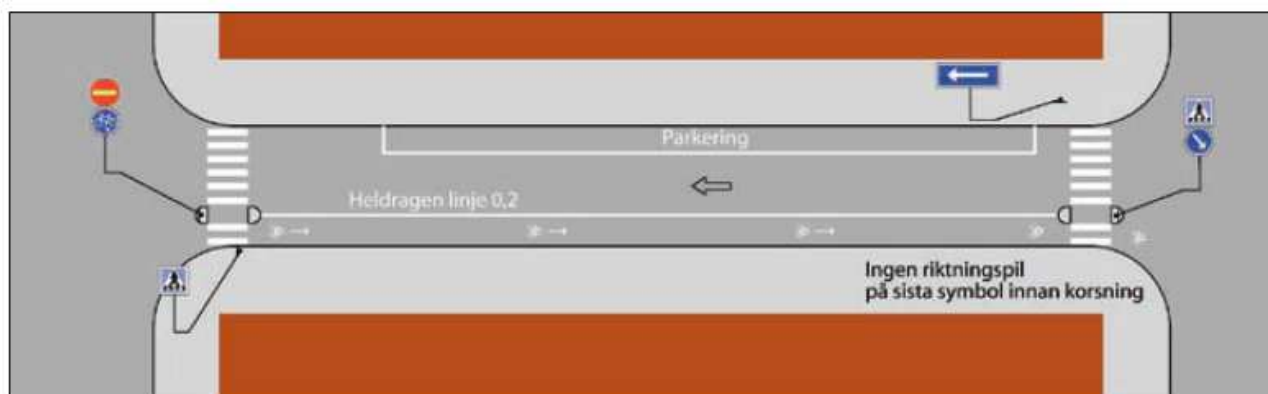 Parkering
Heldragen linje 0,2
Ingen riktningspil
på sista symbol innan korsning